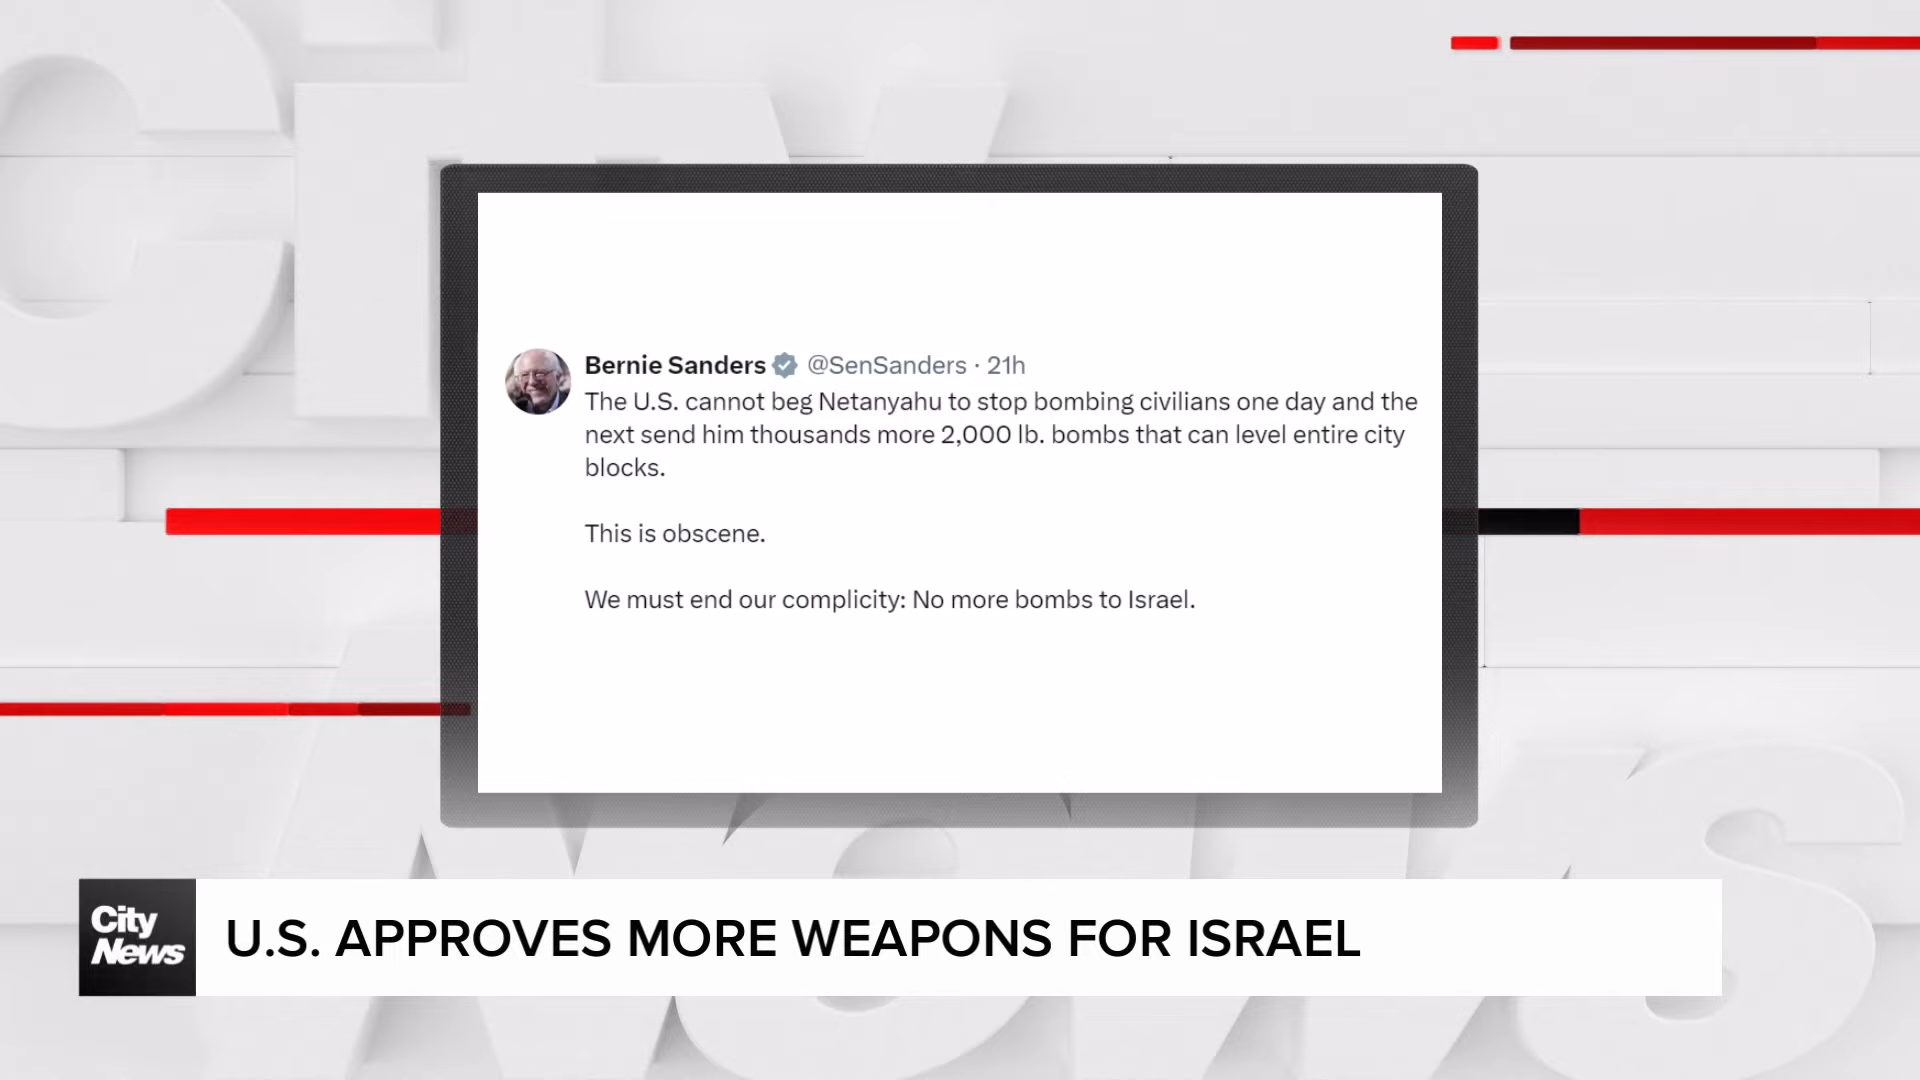 Bernie Sanders @SenSanders · 21h
The U.S. cannot beg Netanyahu to stop bombing civilians one day and the
next send him thousands more 2,000 lb. bombs that can level entire city
blocks.
This is obscene.
We must end our complicity: No more bombs to Israel.
City
News
U.S. APPROVES MORE WEAPONS FOR ISRAEL